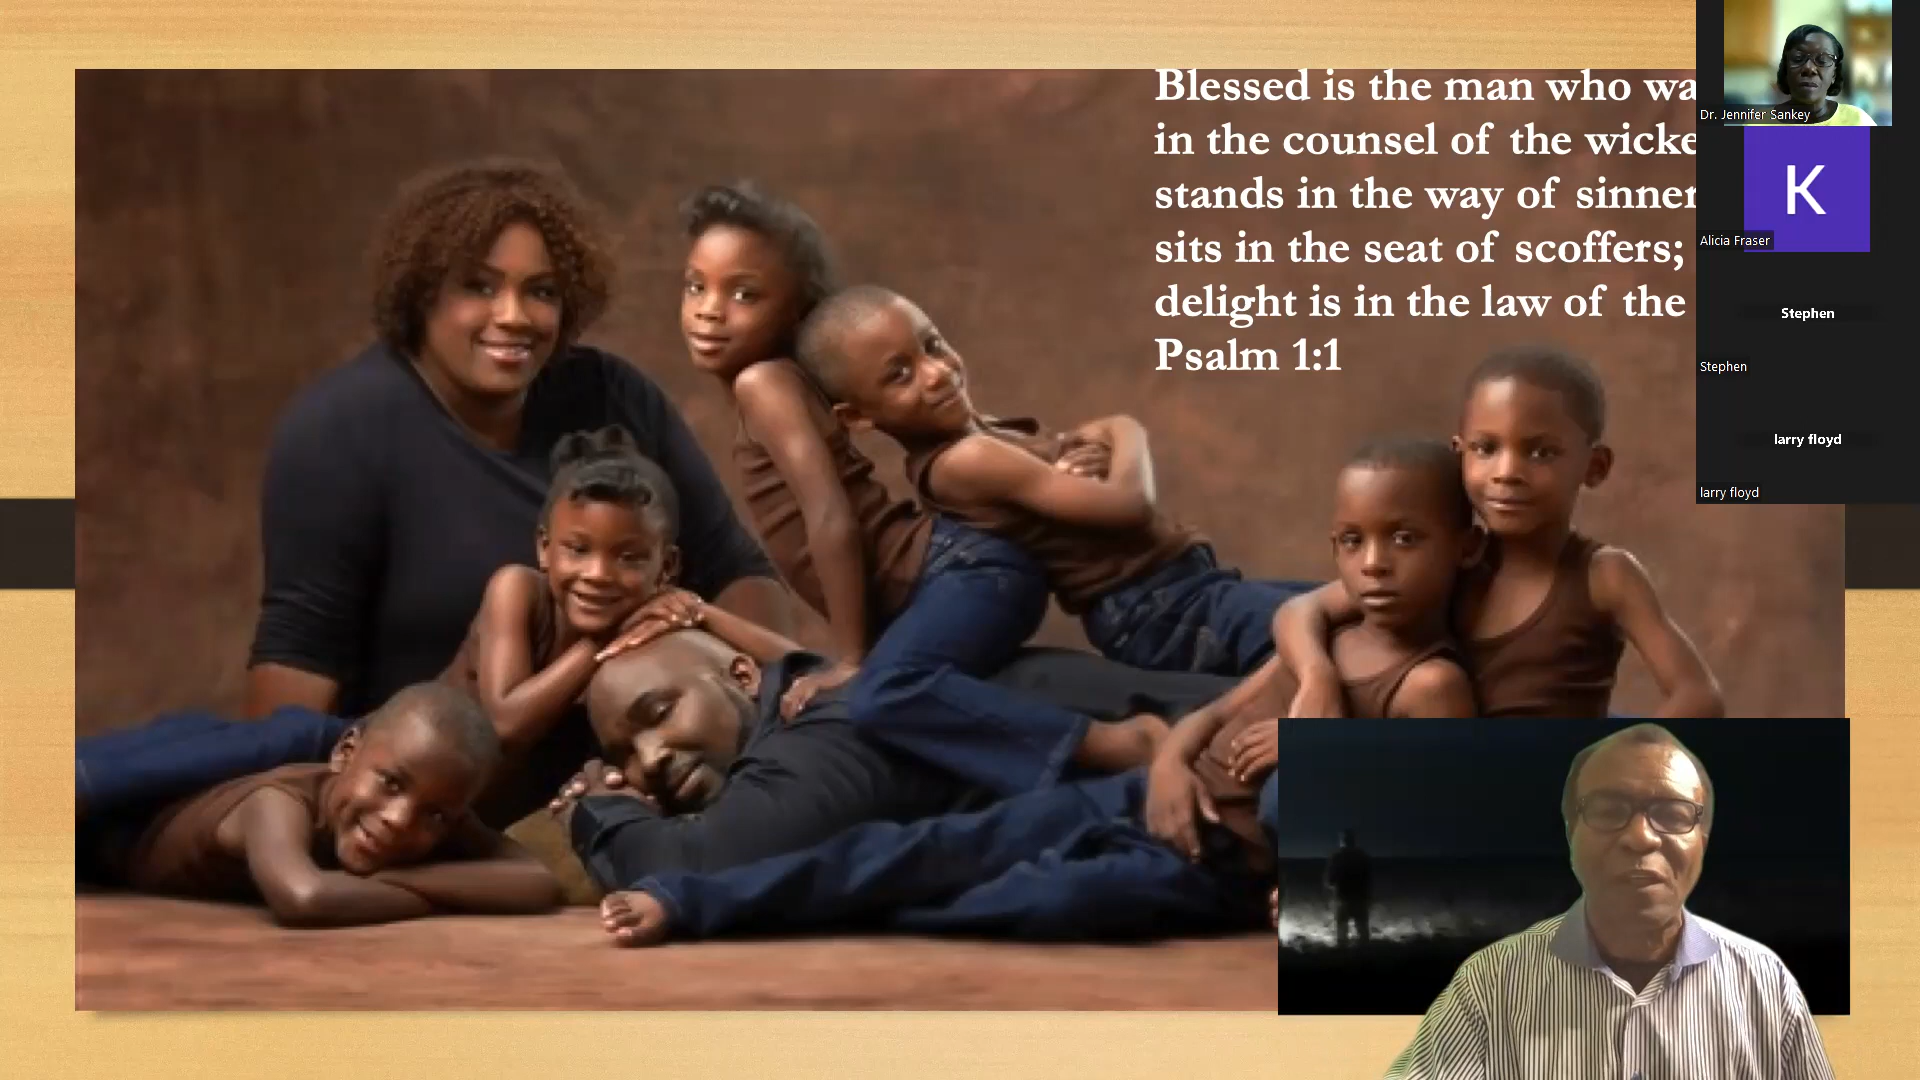 Blessed is the man who wa
in the counsel of the wicke
stands in the way of sinner
sits in the seat of scoffers;
delight is in the law of the
Psalm 1:1
Dr. Jennifer Sankey
K
Alicia Fraser
Stephen
Stephen
larry floyd
larry floyd